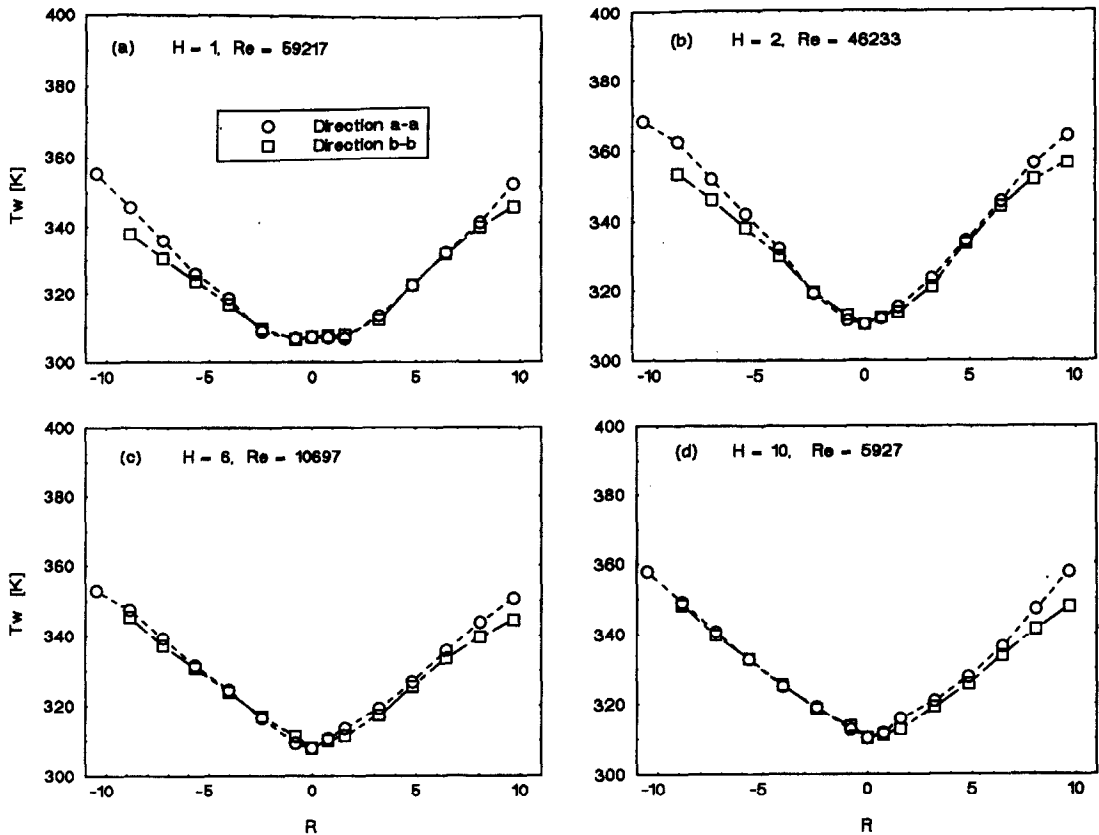 (a) H = 1, Re = 59217
Direction a-a
Direction b-b
Tw [K]
400
380
360
340
320
300
-10 -5 0 5 10
R
(b) H = 2, Re = 46233
400
380
360
340
320
300
-10 -5 0 5 10
R
(c) H = 6, Re = 10697
Tw [K]
400
380
360
340
320
300
-10 -5 0 5 10
R
(d) H = 10, Re = 5927
400
380
360
340
320
300
-10 -5 0 5 10
R